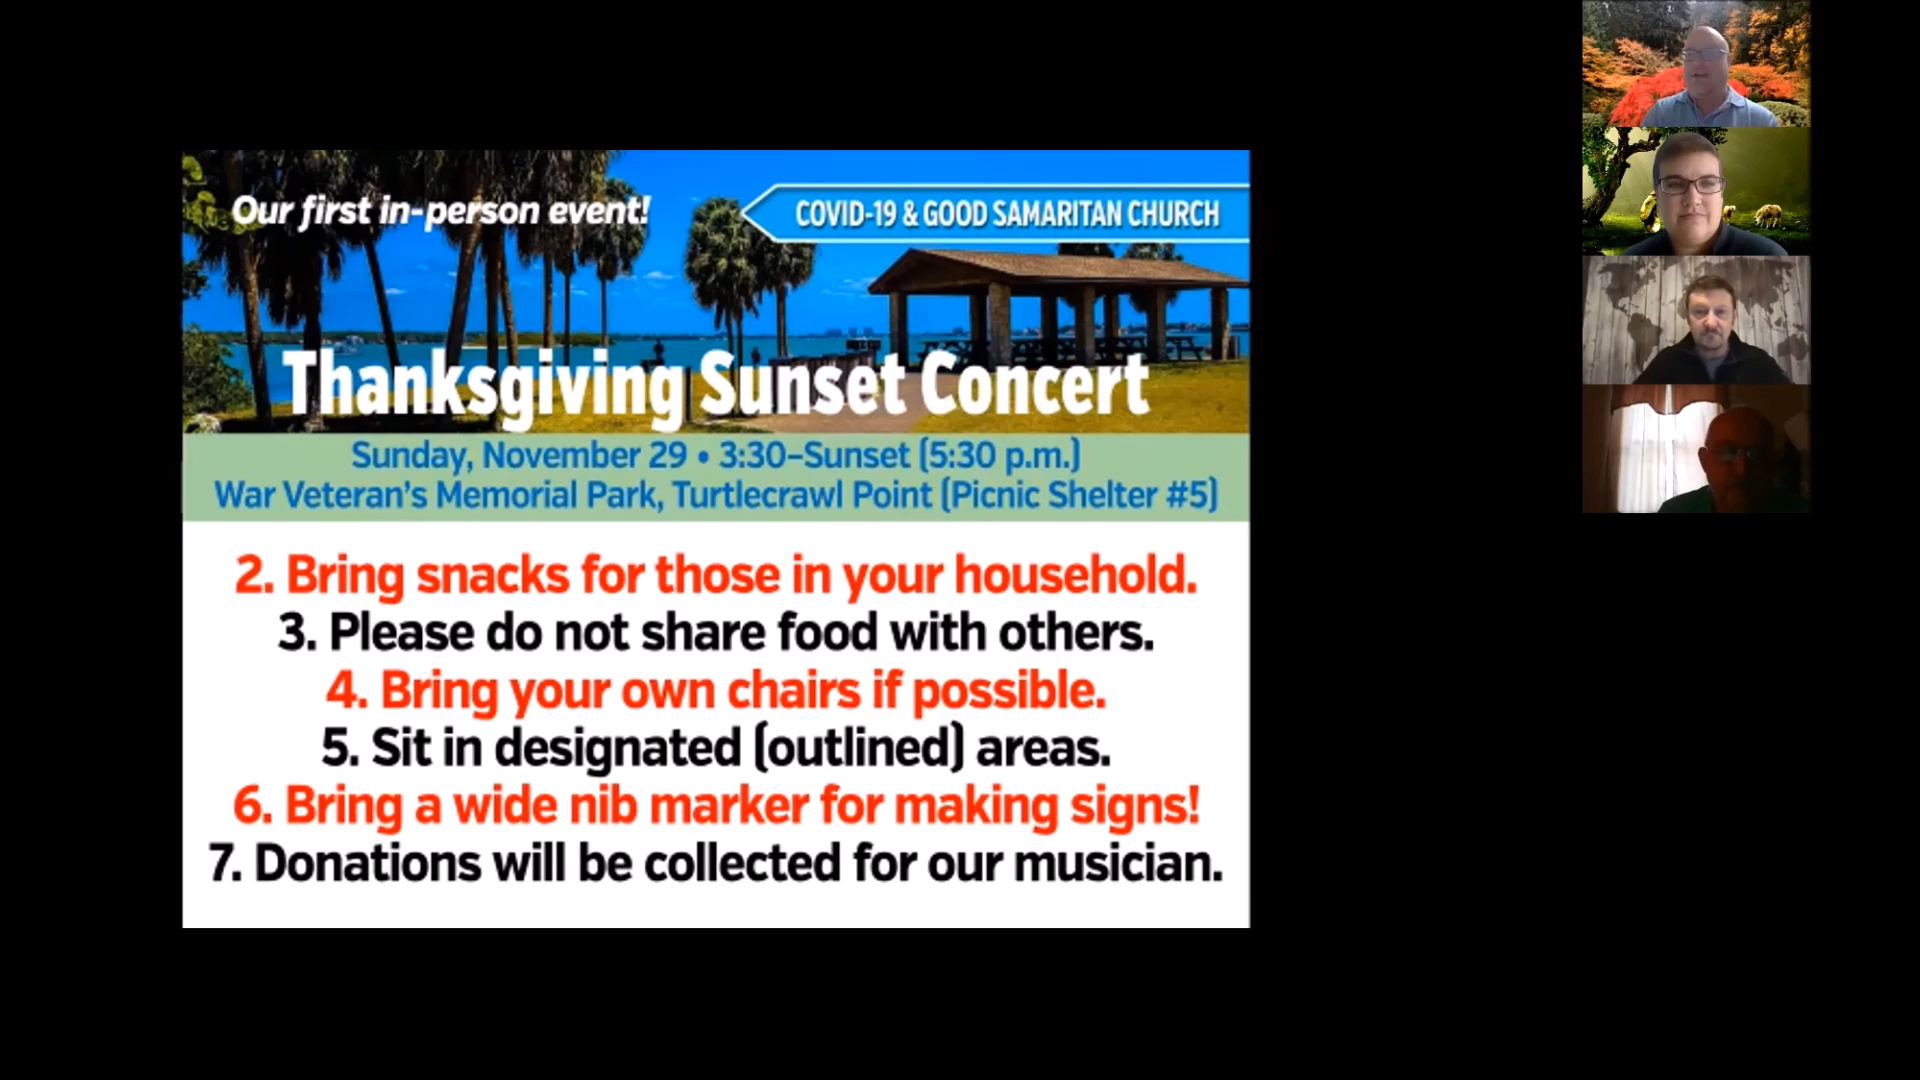 Our first in-person event!
COVID-19 & GOOD SAMARITAN CHURCH
Thanksgiving Sunset Concert
Sunday, November 29 • 3:30–Sunset (5:30 p.m.)
War Veteran's Memorial Park, Turtlecrawl Point (Picnic Shelter #5)
2. Bring snacks for those in your household.
3. Please do not share food with others.
4. Bring your own chairs if possible.
5. Sit in designated (outlined) areas.
6. Bring a wide nib marker for making signs!
7. Donations will be collected for our musician.